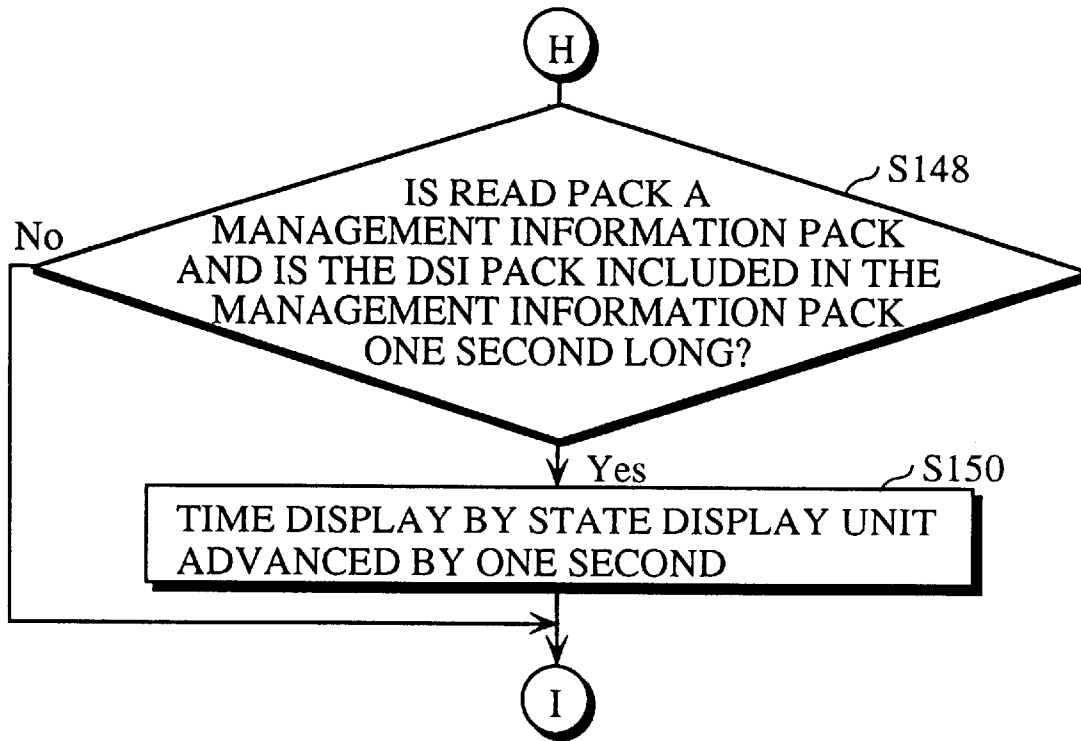 H
S148
IS READ PACK A
MANAGEMENT INFORMATION PACK
AND IS THE DSI PACK INCLUDED IN THE
MANAGEMENT INFORMATION PACK
ONE SECOND LONG?
No
Yes
S150
TIME DISPLAY BY STATE DISPLAY UNIT
ADVANCED BY ONE SECOND
I